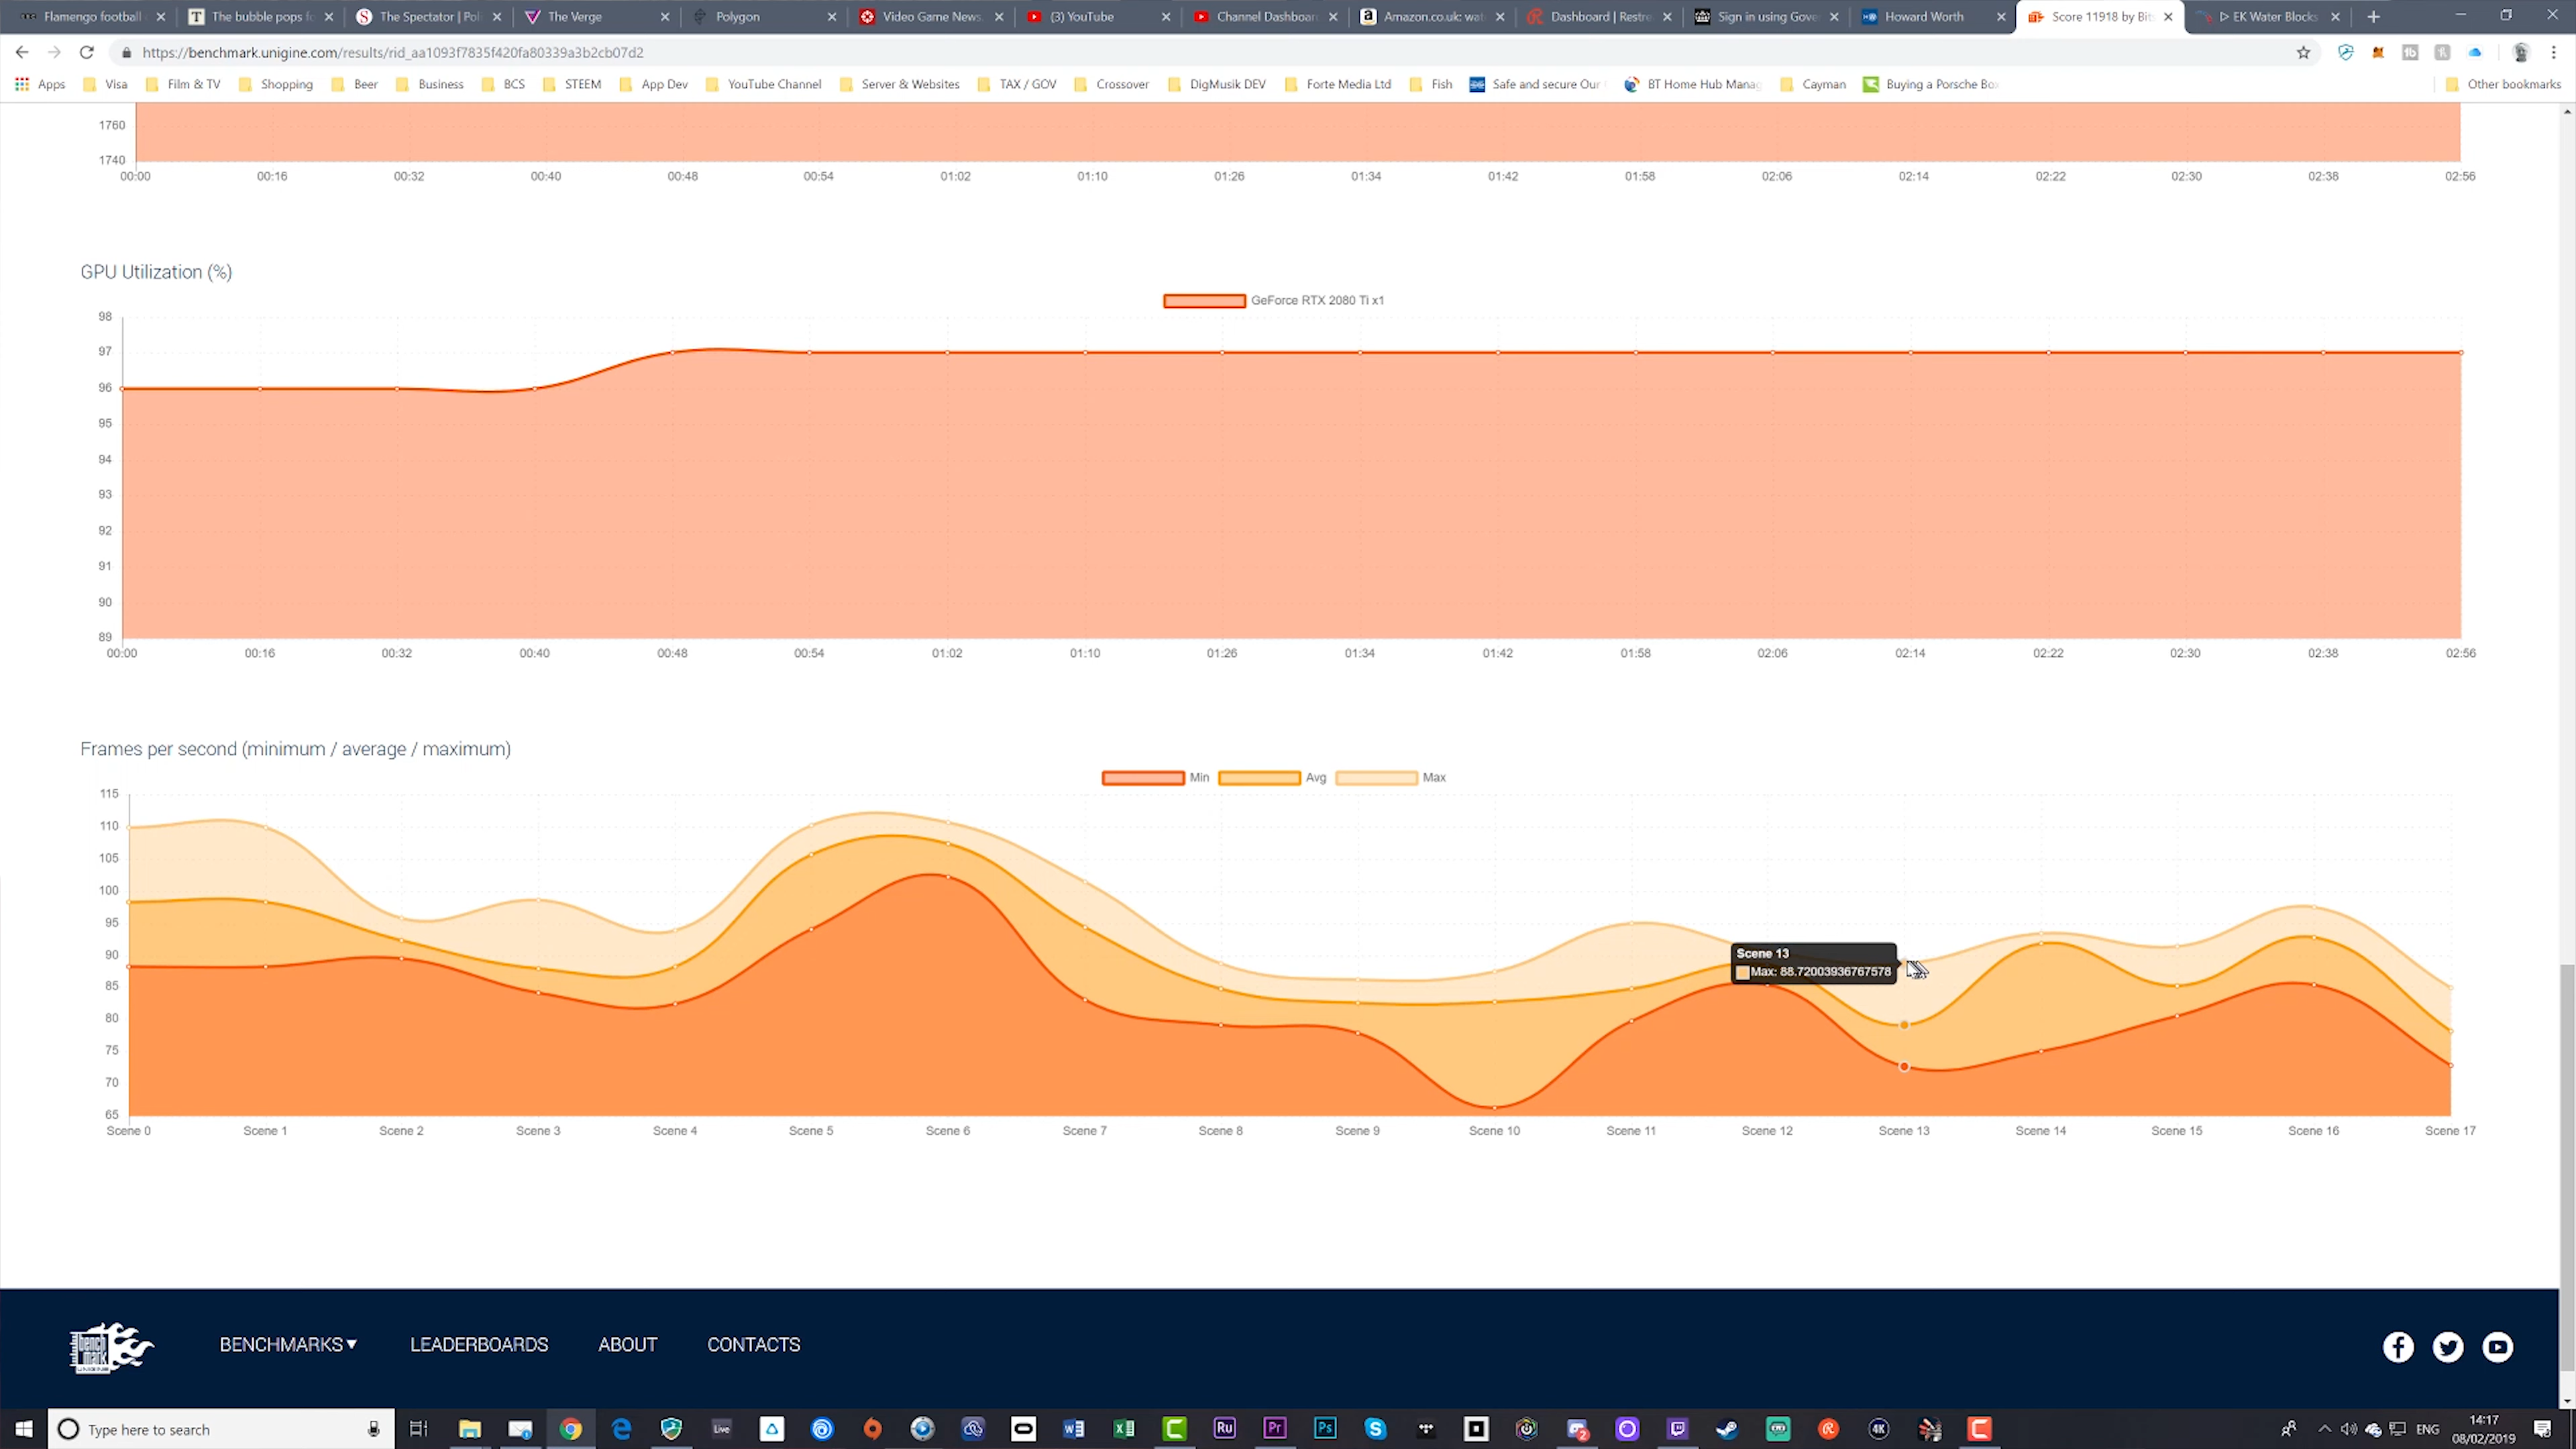 Flamengo football The bubble pops fo The Spectator | Pol The Verge Polygon Video Game News, (3) YouTube Channel Dashboar Amazon.co.uk: wat Dashboard | Restre Sign in using Gove Howard Worth Score 11918 by Bit EK Water Blocks
https://benchmark.unigine.com/results/rid_aa1093f7835f420fa80339a3b2cb07d2
Apps Visa Film & TV Shopping Beer Business BCS STEEM App Dev YouTube Channel Server & Websites TAX / GOV Crossover DigMusik DEV Forte Media Ltd Fish Safe and secure Our BT Home Hub Manag Cayman Buying a Porsche Bo Other bookmarks
1760
1740
00:00 00:16 00:32 00:40 00:48 00:54 01:02 01:10 01:26 01:34 01:42 01:58 02:06 02:14 02:22 02:30 02:38 02:56
GPU Utilization (%)
GeForce RTX 2080 Ti x1
98
97
96
95
94
93
92
91
90
89
00:00 00:16 00:32 00:40 00:48 00:54 01:02 01:10 01:26 01:34 01:42 01:58 02:06 02:14 02:22 02:30 02:38 02:56
Frames per second (minimum / average / maximum)
Min Avg Max
115
110
105
100
95
90
85
80
75
70
65
Scene 13
Max: 88.72003936767578
Scene 0 Scene 1 Scene 2 Scene 3 Scene 4 Scene 5 Scene 6 Scene 7 Scene 8 Scene 9 Scene 10 Scene 11 Scene 12 Scene 13 Scene 14 Scene 15 Scene 16 Scene 17
bench mark
BENCHMARKS LEADERBOARDS ABOUT CONTACTS
Type here to search
Live Ru Pr Ps 2 4K
ENG
14:17
08/02/2019